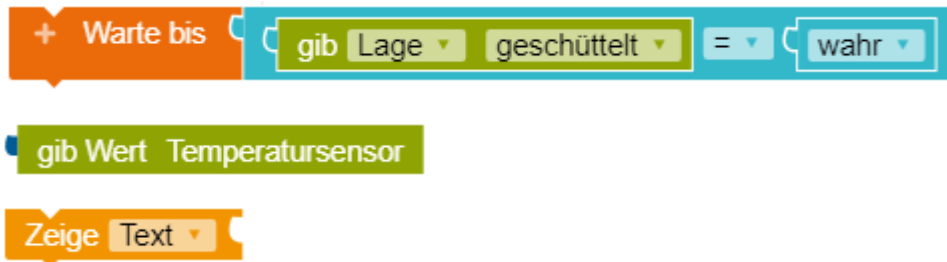 + Warte bis gib Lage geschüttelt = wahr
gib Wert Temperatursensor
Zeige Text